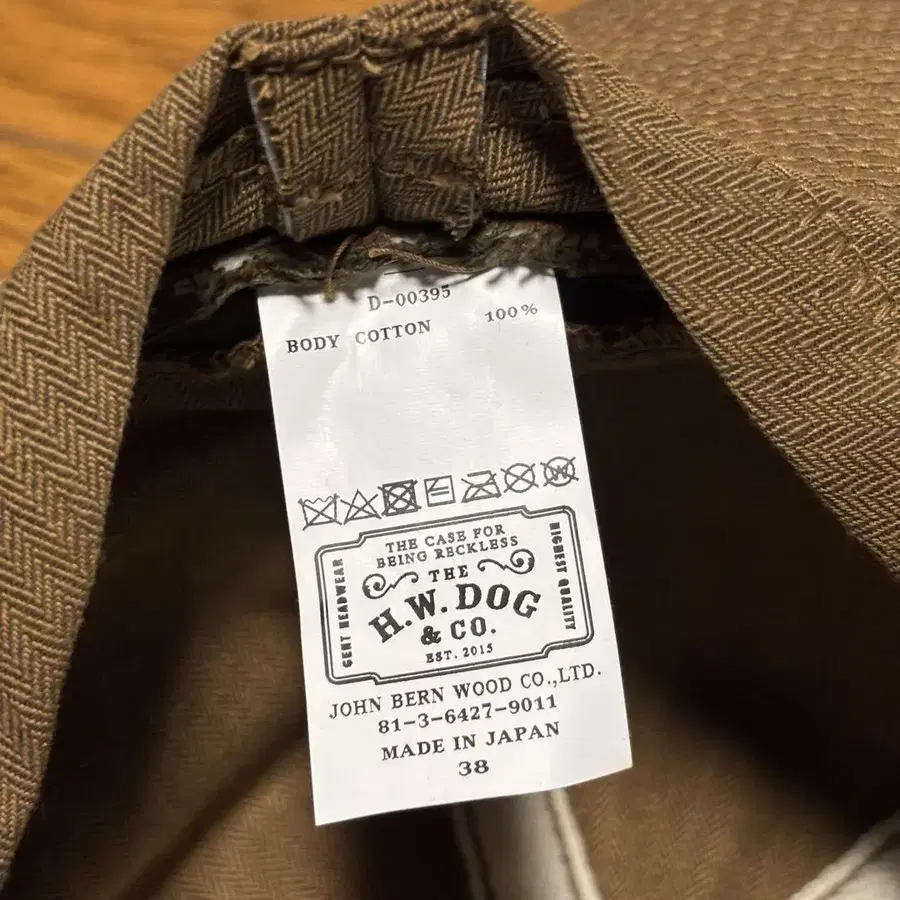 D-00395
BODY COTTON 100%
THE CASE FOR
BEING RECKLESS
GENT HEADWEAR
THE
H.W. DOG
& CO.
EST. 2015
HIGHEST QUALITY
JOHN BERN WOOD CO.,LTD.
81-3-6427-9011
MADE IN JAPAN
38